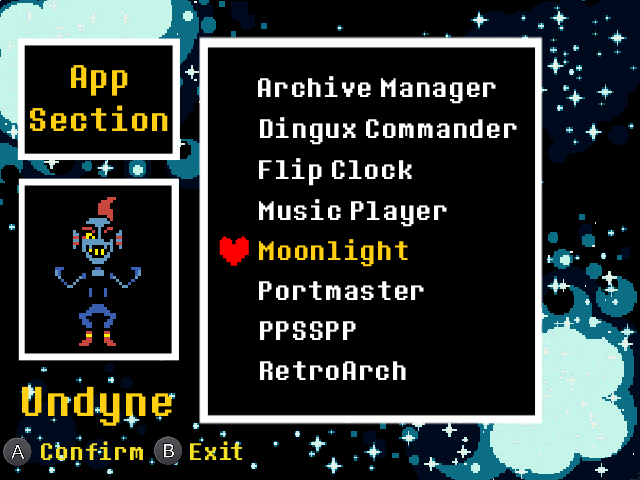 App
Section
Archive Manager
Dingux Commander
Flip Clock
Music Player
Moonlight
Portmaster
PPSSPP
RetroArch
Undyne
A Confirm B Exit